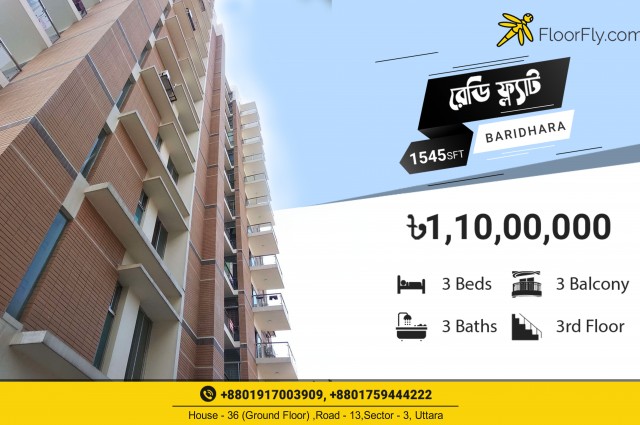 FloorFly.com
রেডি ফ্ল্যাট
BARIDHARA
1545SFT
৳1,10,00,000
3 Beds
3 Balcony
3 Baths
3rd Floor
+8801917003909, +8801759444222
House - 36 (Ground Floor) ,Road - 13,Sector - 3, Uttara